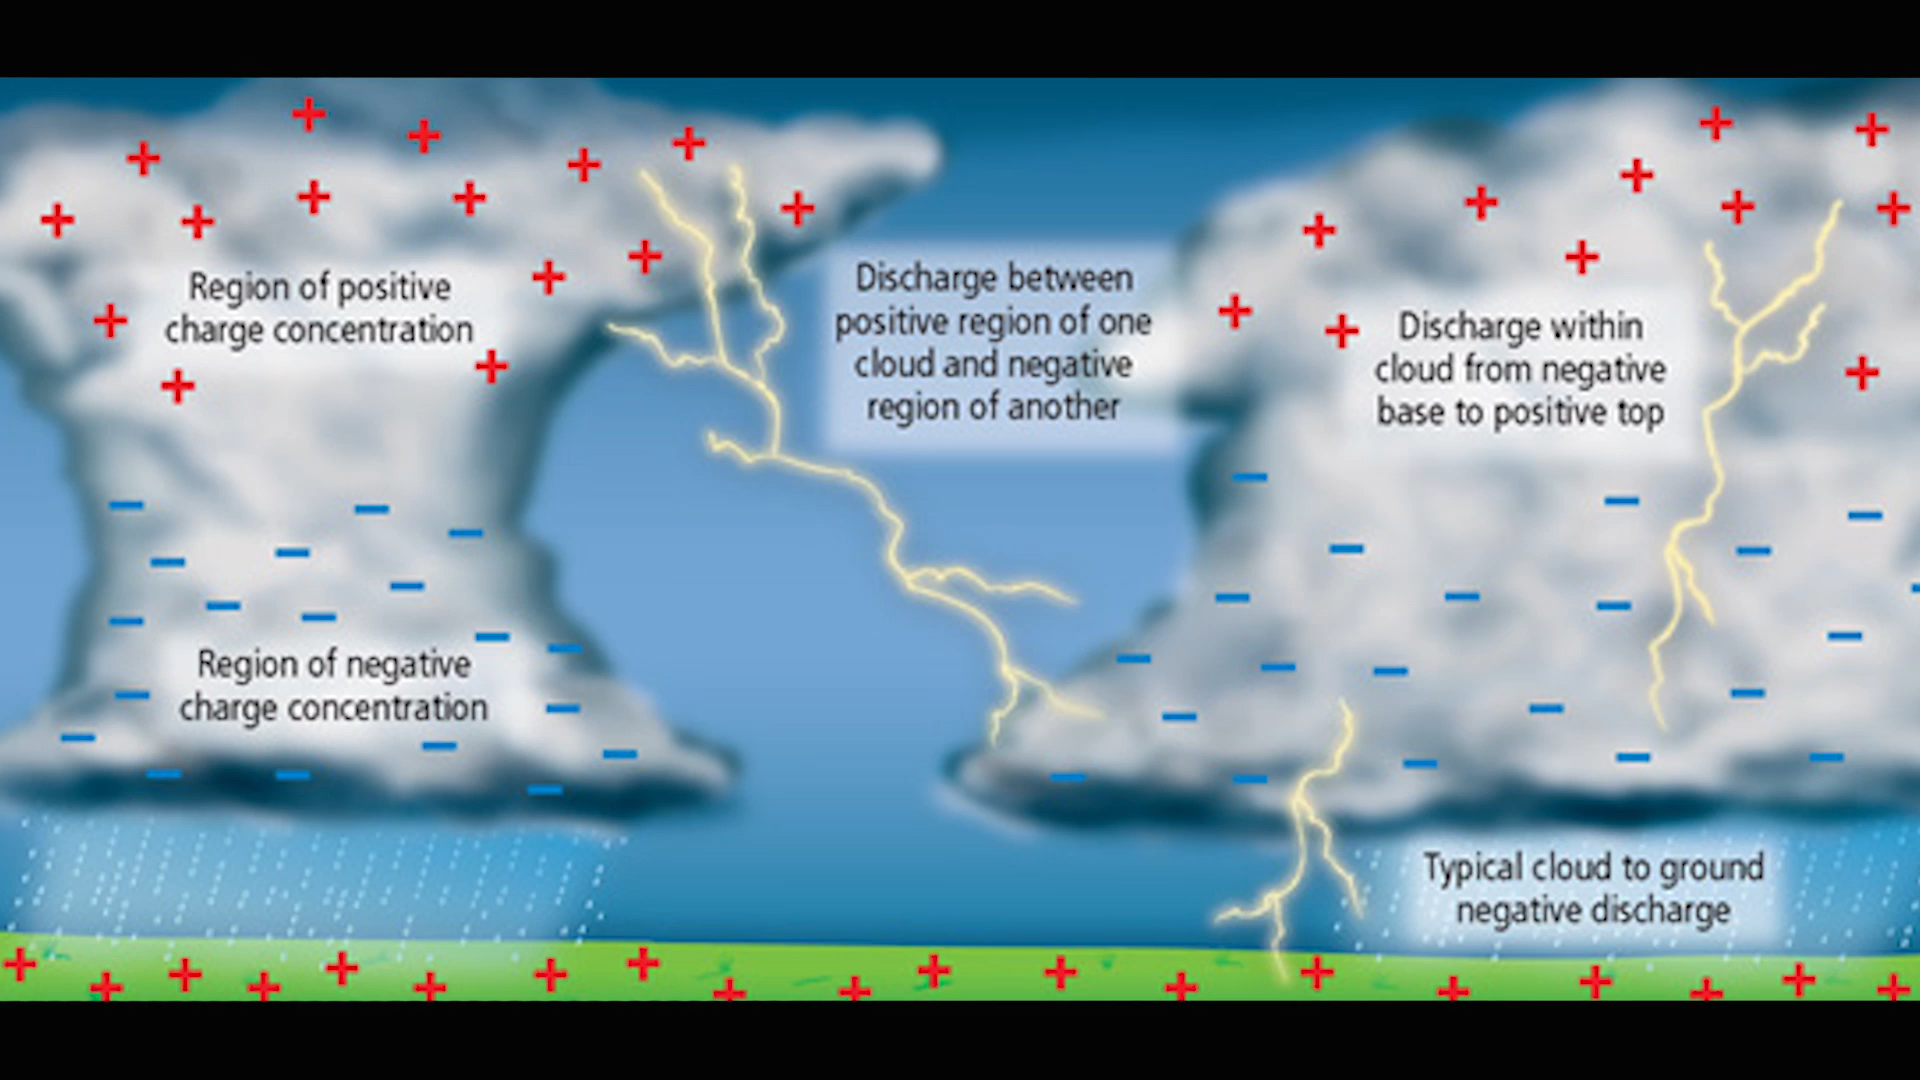 Region of positive
charge concentration
Region of negative
charge concentration
Discharge between
positive region of one
cloud and negative
region of another
Discharge within
cloud from negative
base to positive top
Typical cloud to ground
negative discharge